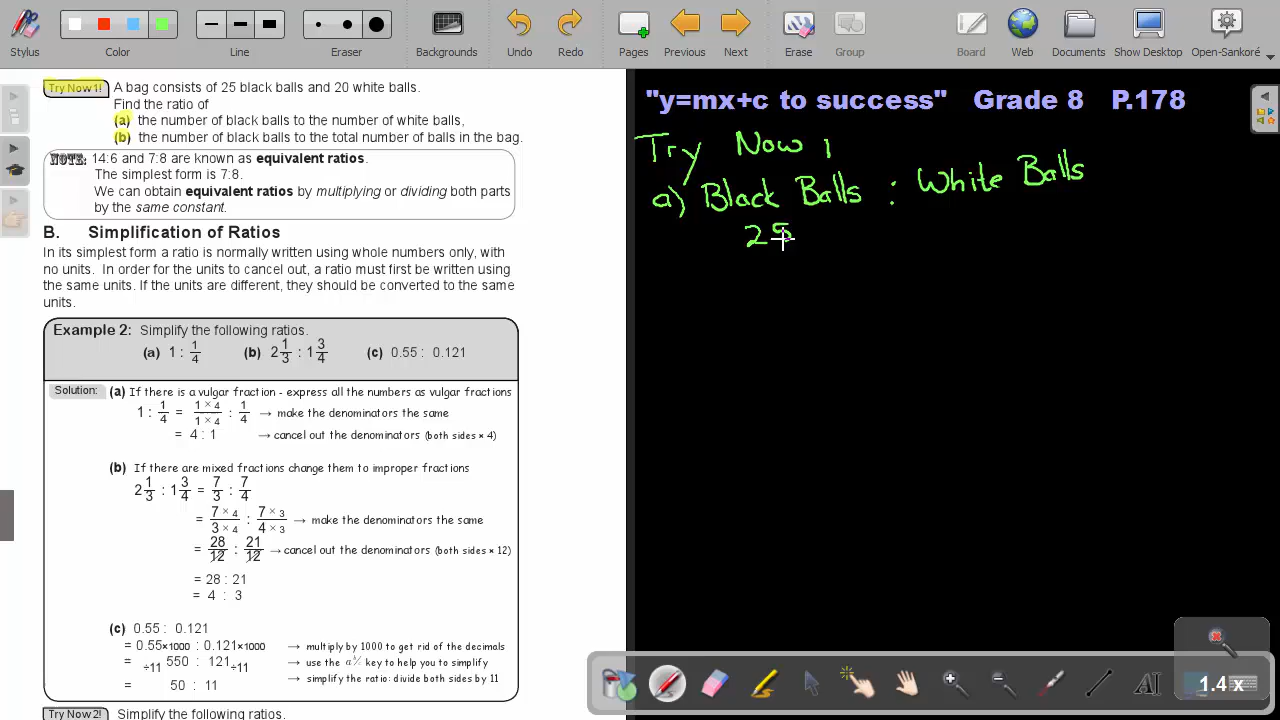 Stylus Color Line Eraser Backgrounds Undo Redo Pages Previous Next Erase Group Board Web Documents Show Desktop Open-Sankoré
Try Now 1! A bag consists of 25 black balls and 20 white balls.
Find the ratio of
(a) the number of black balls to the number of white balls,
(b) the number of black balls to the total number of balls in the bag.
NOTE: 14:6 and 7:8 are known as equivalent ratios.
The simplest form is 7:8.
We can obtain equivalent ratios by multiplying or dividing both parts
by the same constant.
B. Simplification of Ratios
In its simplest form a ratio is normally written using whole numbers only, with
no units. In order for the units to cancel out, a ratio must first be written using
the same units. If the units are different, they should be converted to the same
units.
Example 2: Simplify the following ratios.
(a) 1 : 1/4 (b) 2 1/3 : 1 3/4 (c) 0.55 : 0.121
Solution: (a) If there is a vulgar fraction - express all the numbers as vulgar fractions
1 : 1/4 = 1 × 4/1 × 4 : 1/4 → make the denominators the same
= 4 : 1 → cancel out the denominators (both sides × 4)
(b) If there are mixed fractions change them to improper fractions
2 1/3 : 1 3/4 = 7/3 : 7/4
= 7 × 4/3 × 4 : 7 × 3/4 × 3 → make the denominators the same
= 28/12 : 21/12 → cancel out the denominators (both sides × 12)
= 28 : 21
= 4 : 3
(c) 0.55 : 0.121
= 0.55×1000 : 0.121×1000 → multiply by 1000 to get rid of the decimals
= ÷11 550 : 121 ÷11 → use the a b/c key to help you to simplify
= 50 : 11 → simplify the ratio: divide both sides by 11
Try Now 2! Simplify the following ratios.
"y=mx+c to success" Grade 8 P.178
Try Now 1
a) Black Balls : White Balls
25
1.4 x